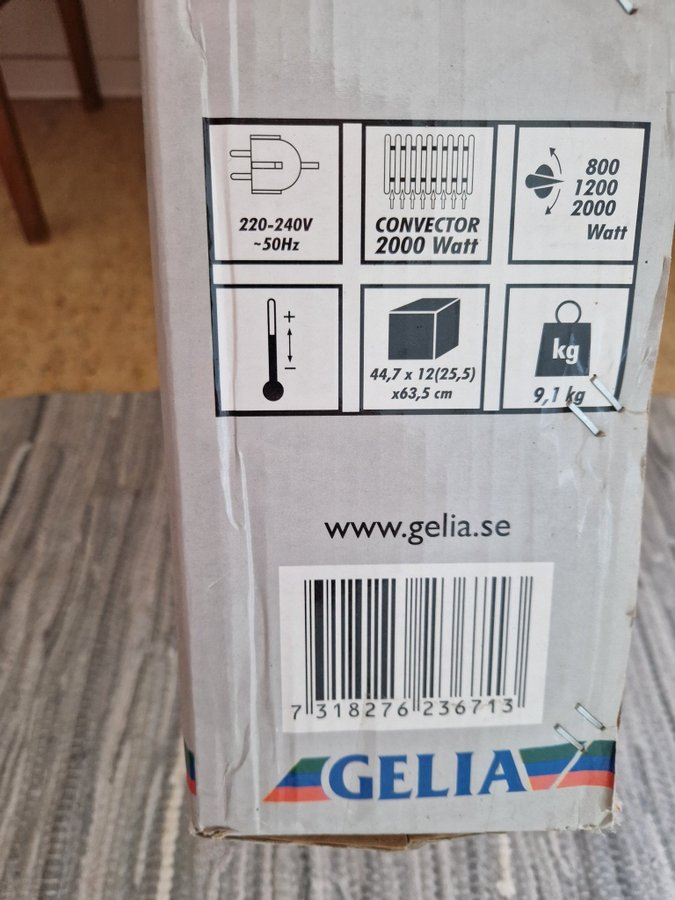 220-240V
~50Hz
CONVECTOR
2000 Watt
800
1200
2000
Watt
+
−
44,7 x 12(25,5)
x63,5 cm
kg
9,1 kg
www.gelia.se
7 318276 236713
GELIA